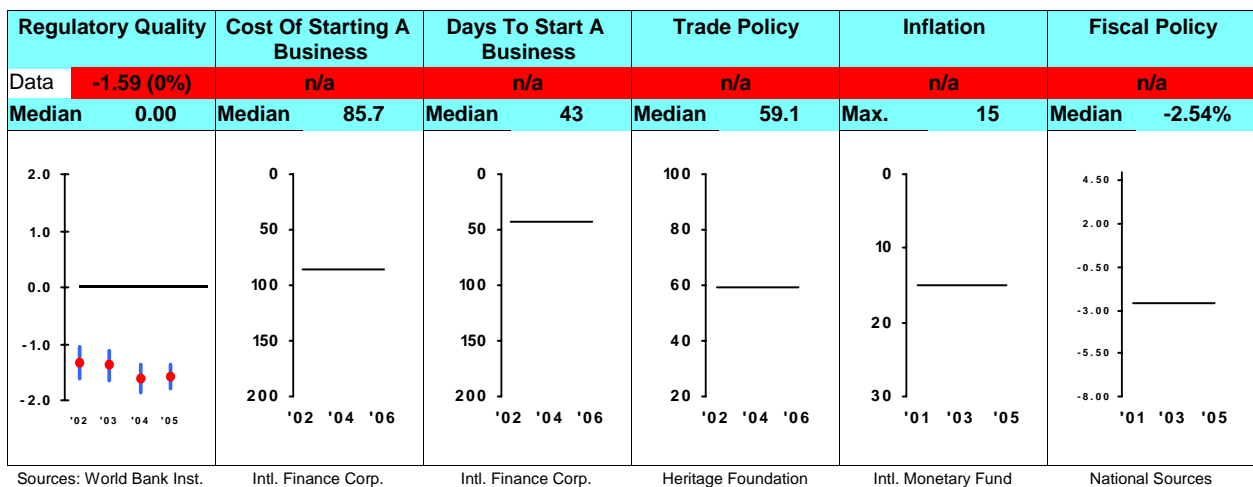 Regulatory Quality
Cost Of Starting A
Business
Days To Start A
Business
Trade Policy
Inflation
Fiscal Policy
Data -1.59 (0%) n/a n/a n/a n/a n/a
Median 0.00 Median 85.7 Median 43 Median 59.1 Max. 15 Median -2.54%
2.0
1.0
0.0
-1.0
-2.0
'02 '03 '04 '05
0
50
100
150
200
'02 '04 '06
0
50
100
150
200
'02 '04 '06
100
80
60
40
20
'02 '04 '06
0
10
20
30
'01 '03 '05
4.50
2.00
-0.50
-3.00
-5.50
-8.00
'01 '03 '05
Sources: World Bank Inst. Intl. Finance Corp. Intl. Finance Corp. Heritage Foundation Intl. Monetary Fund National Sources